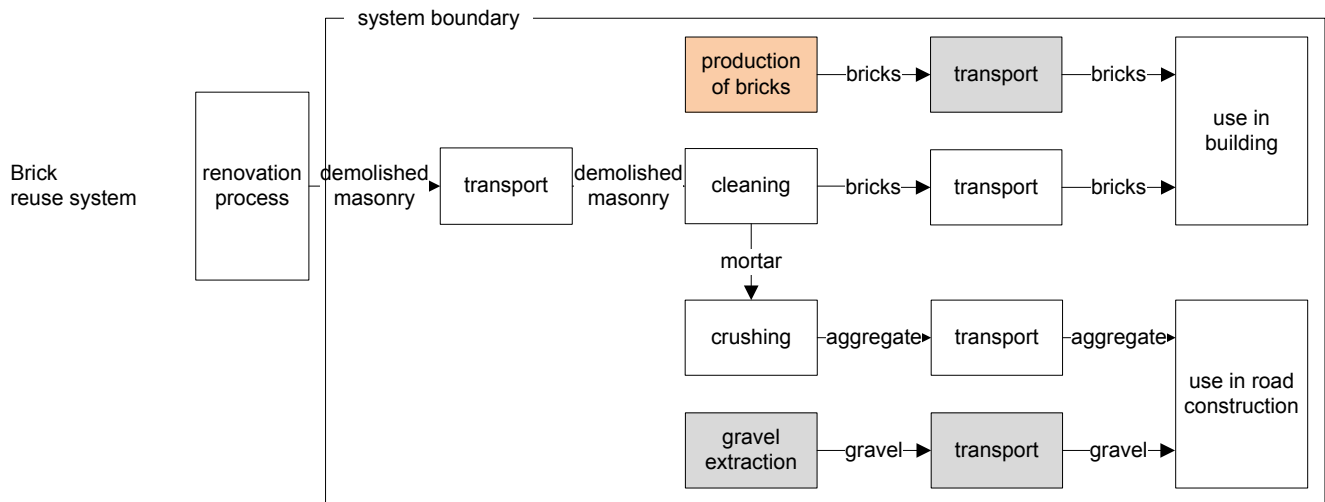 system boundary
production
of bricks
bricks
transport
bricks
use in
building
Brick
reuse system
renovation
process
demolished
masonry
transport
demolished
masonry
cleaning
bricks
transport
bricks
mortar
crushing
aggregate
transport
aggregate
use in road
construction
gravel
extraction
gravel
transport
gravel